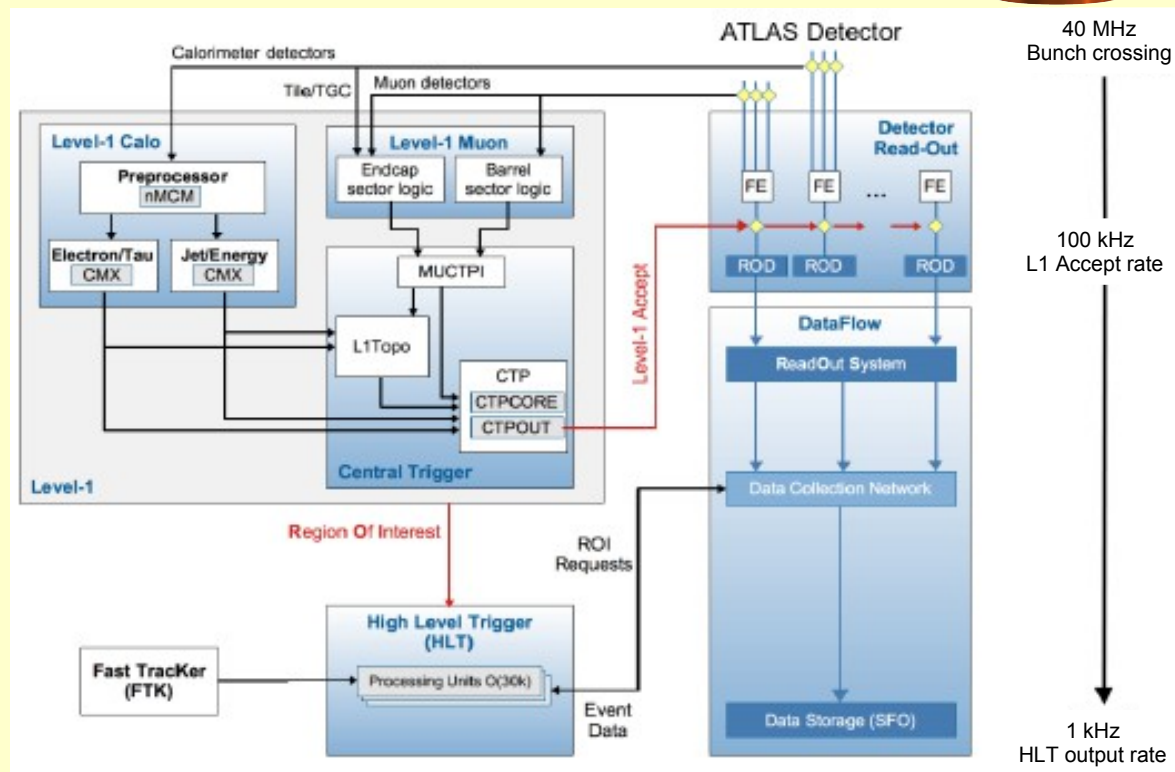 ATLAS Detector
40 MHz
Bunch crossing
Calorimeter detectors
Tile/TGC
Muon detectors
Level-1 Calo
Preprocessor
nMCM
Electron/Tau
CMX
Jet/Energy
CMX
Level-1 Muon
Endcap
sector logic
Barrel
sector logic
MUCTPI
L1Topo
CTP
CTPCORE
CTPOUT
Central Trigger
Level-1
Level-1 Accept
Detector
Read-Out
FE
FE
...
FE
ROD
ROD
ROD
100 kHz
L1 Accept rate
DataFlow
ReadOut System
Data Collection Network
Data Storage (SFO)
Region Of Interest
ROI
Requests
High Level Trigger
(HLT)
Processing Units O(30k)
Fast TracKer
(FTK)
Event
Data
1 kHz
HLT output rate